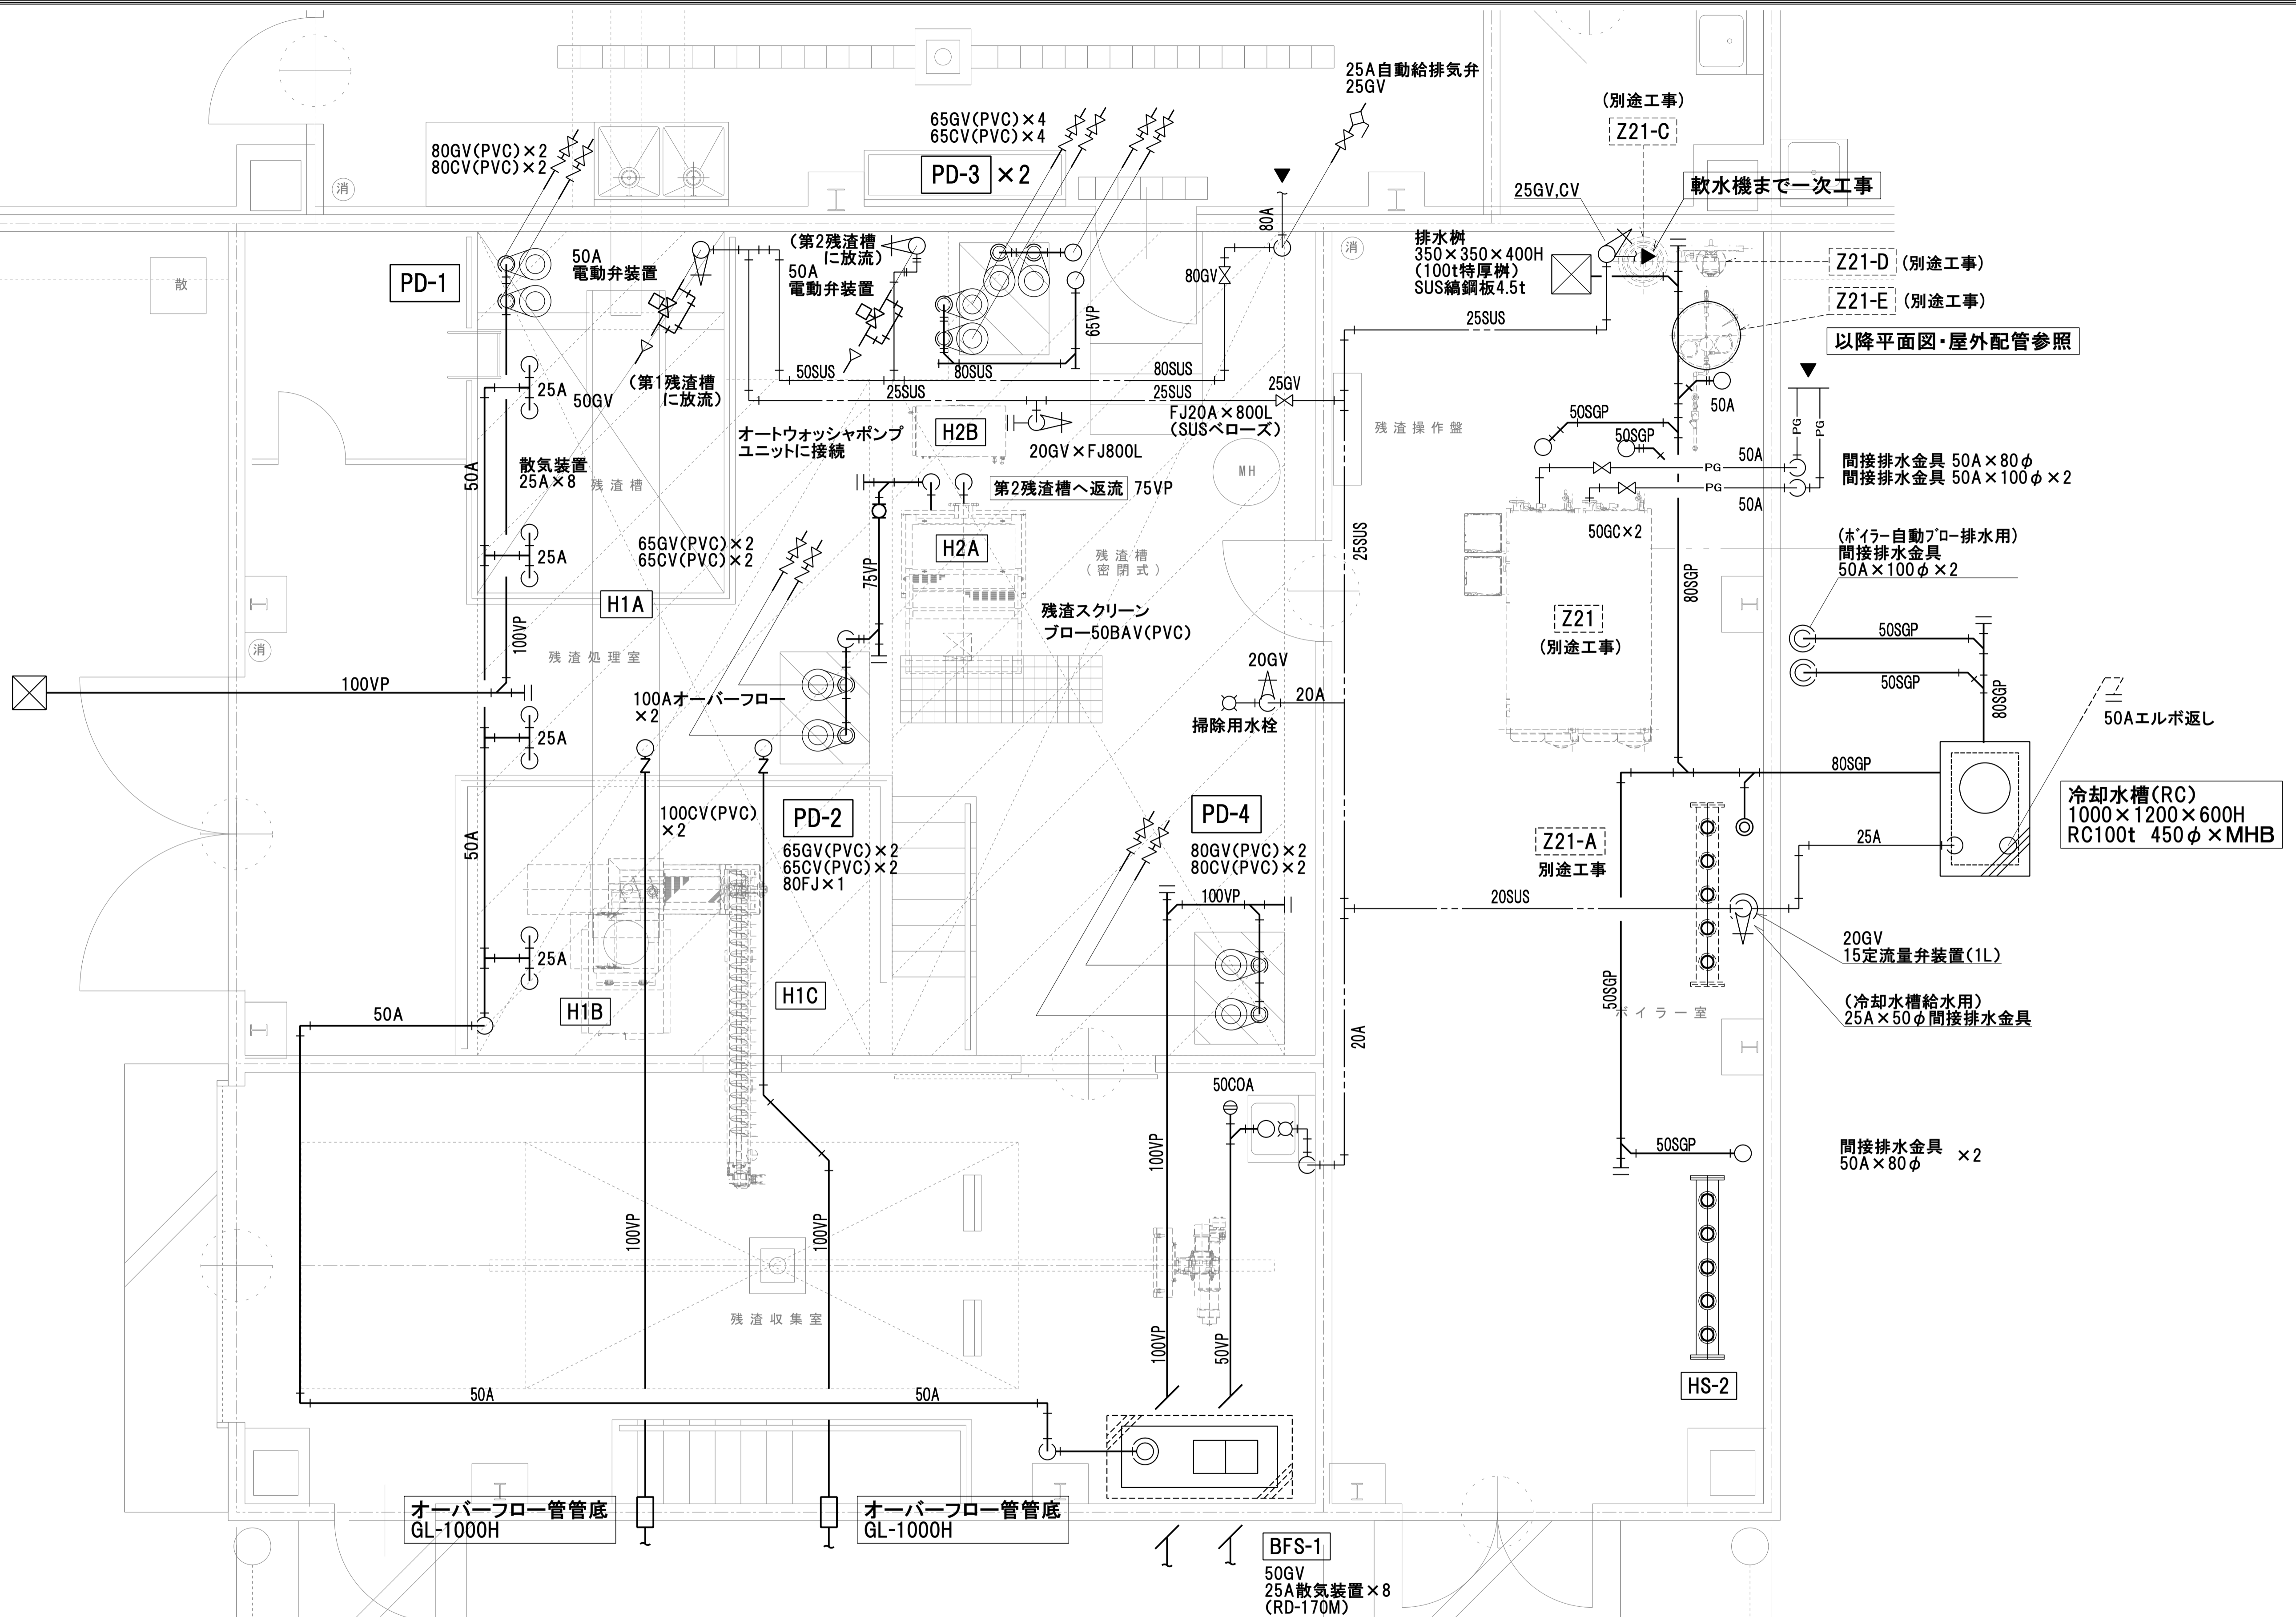 25A自動給排気弁
25GV
(別途工事)
Z21-C
65GV(PVC)×4
65CV(PVC)×4
80GV(PVC)×2
80CV(PVC)×2
PD-3 ×2
消
25GV,CV
軟水機まで一次工事
80A
消
PD-1
50A
電動弁装置
(第2残渣槽
に放流)
50A
電動弁装置
排水桝
350×350×400H
(100t特厚桝)
SUS縞鋼板4.5t
Z21-D (別途工事)
散
80GV
Z21-E (別途工事)
65VP
25SUS
以降平面図・屋外配管参照
50SUS
80SUS
80SUS
25A
50GV
(第1残渣槽
に放流)
25SUS
25SUS
25GV
50A
FJ20A×800L
(SUSベローズ)
オートウォッシャポンプ
ユニットに接続
H2B
20GV×FJ800L
残渣操作盤
50SGP
50SGP
PG
PG
50A
散気装置
25A×8
残渣槽
MH
50A
PG
間接排水金具 50A×80φ
間接排水金具 50A×100φ×2
第2残渣槽へ返流 75VP
PG
50A
50GC×2
65GV(PVC)×2
65CV(PVC)×2
25A
H2A
残渣槽
(密閉式)
25SUS
(ボイラー自動ブロー排水用)
間接排水金具
50A×100φ×2
75VP
80SGP
H1A
残渣スクリーン
ブロー50BAV(PVC)
Z21
(別途工事)
消
100VP
残渣処理室
50SGP
20GV
20A
100VP
100Aオーバーフロー
×2
50SGP
80SGP
掃除用水栓
50Aエルボ返し
25A
80SGP
冷却水槽(RC)
1000×1200×600H
RC100t 450φ×MHB
100CV(PVC)
×2
PD-2
65GV(PVC)×2
65CV(PVC)×2
80FJ×1
PD-4
80GV(PVC)×2
80CV(PVC)×2
50A
Z21-A
別途工事
25A
100VP
20SUS
25A
20GV
15定流量弁装置(1L)
H1B
H1C
50SGP
ボイラー室
(冷却水槽給水用)
25A×50φ間接排水金具
50A
20A
50COA
100VP
50SGP
間接排水金具
50A×80φ ×2
100VP
100VP
残渣収集室
100VP
50VP
50A
50A
HS-2
オーバーフロー管管底
GL-1000H
オーバーフロー管管底
GL-1000H
BFS-1
50GV
25A散気装置×8
(RD-170M)